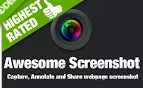 HIGHEST
RATED
Awesome Screenshot
Capture, Annotate and Share webpage screenshot